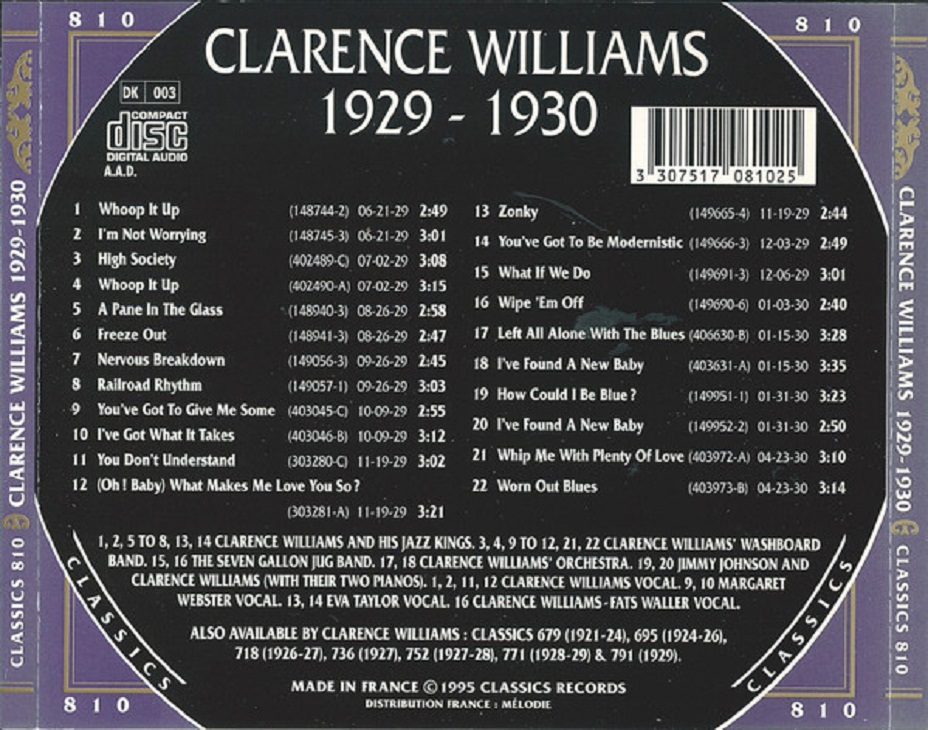 8 1 0
8 1 0
CLARENCE WILLIAMS
1929 - 1930
DK 003
COMPACT
disc
DIGITAL AUDIO
A.A.D.
3 307517 081025
1 Whoop It Up (148744-2) 06-21-29 2:49
2 I'm Not Worrying (148745-3) 06-21-29 3:01
3 High Society (402489-C) 07-02-29 3:08
4 Whoop It Up (402490-A) 07-02-29 3:15
5 A Pane In The Glass (148940-3) 08-26-29 2:58
6 Freeze Out (148941-3) 08-26-29 2:47
7 Nervous Breakdown (149056-3) 09-26-29 2:45
8 Railroad Rhythm (149057-1) 09-26-29 3:03
9 You've Got To Give Me Some (403045-C) 10-09-29 2:55
10 I've Got What It Takes (403046-B) 10-09-29 3:12
11 You Don't Understand (303280-C) 11-19-29 3:02
12 (Oh! Baby) What Makes Me Love You So?
(303281-A) 11-19-29 3:21
13 Zonky (149665-4) 11-19-29 2:44
14 You've Got To Be Modernistic (149666-3) 12-03-29 2:49
15 What If We Do (149691-3) 12-06-29 3:01
16 Wipe 'Em Off (149690-6) 01-03-30 2:40
17 Left All Alone With The Blues (406630-B) 01-15-30 3:28
18 I've Found A New Baby (403631-A) 01-15-30 3:35
19 How Could I Be Blue? (149951-1) 01-31-30 3:23
20 I've Found A New Baby (149952-2) 01-31-30 2:50
21 Whip Me With Plenty Of Love (403972-A) 04-23-30 3:10
22 Worn Out Blues (403973-B) 04-23-30 3:14
1, 2, 5 TO 8, 13, 14 CLARENCE WILLIAMS AND HIS JAZZ KINGS. 3, 4, 9 TO 12, 21, 22 CLARENCE WILLIAMS' WASHBOARD
BAND. 15, 16 THE SEVEN GALLON JUG BAND. 17, 18 CLARENCE WILLIAMS' ORCHESTRA. 19, 20 JIMMY JOHNSON AND
CLARENCE WILLIAMS (WITH THEIR TWO PIANOS). 1, 2, 11, 12 CLARENCE WILLIAMS VOCAL. 9, 10 MARGARET
WEBSTER VOCAL. 13, 14 EVA TAYLOR VOCAL. 16 CLARENCE WILLIAMS-FATS WALLER VOCAL.
ALSO AVAILABLE BY CLARENCE WILLIAMS : CLASSICS 679 (1921-24), 695 (1924-26),
718 (1926-27), 736 (1927), 752 (1927-28), 771 (1928-29) & 791 (1929).
MADE IN FRANCE © 1995 CLASSICS RECORDS
DISTRIBUTION FRANCE : MÉLODIE
CLASSICS
CLASSICS
8 1 0
8 1 0
CLASSICS 810 CLARENCE WILLIAMS 1929-1930
CLARENCE WILLIAMS 1929-1930 CLASSICS 810